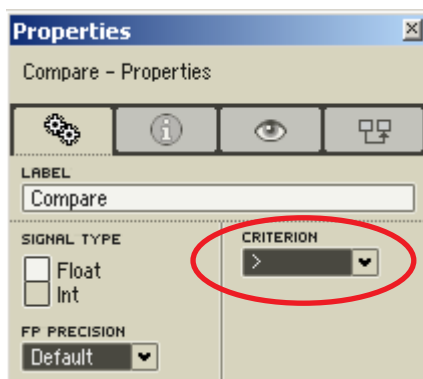 Properties
Compare – Properties
LABEL
Compare
SIGNAL TYPE
Float
Int
FP PRECISION
Default
CRITERION
>